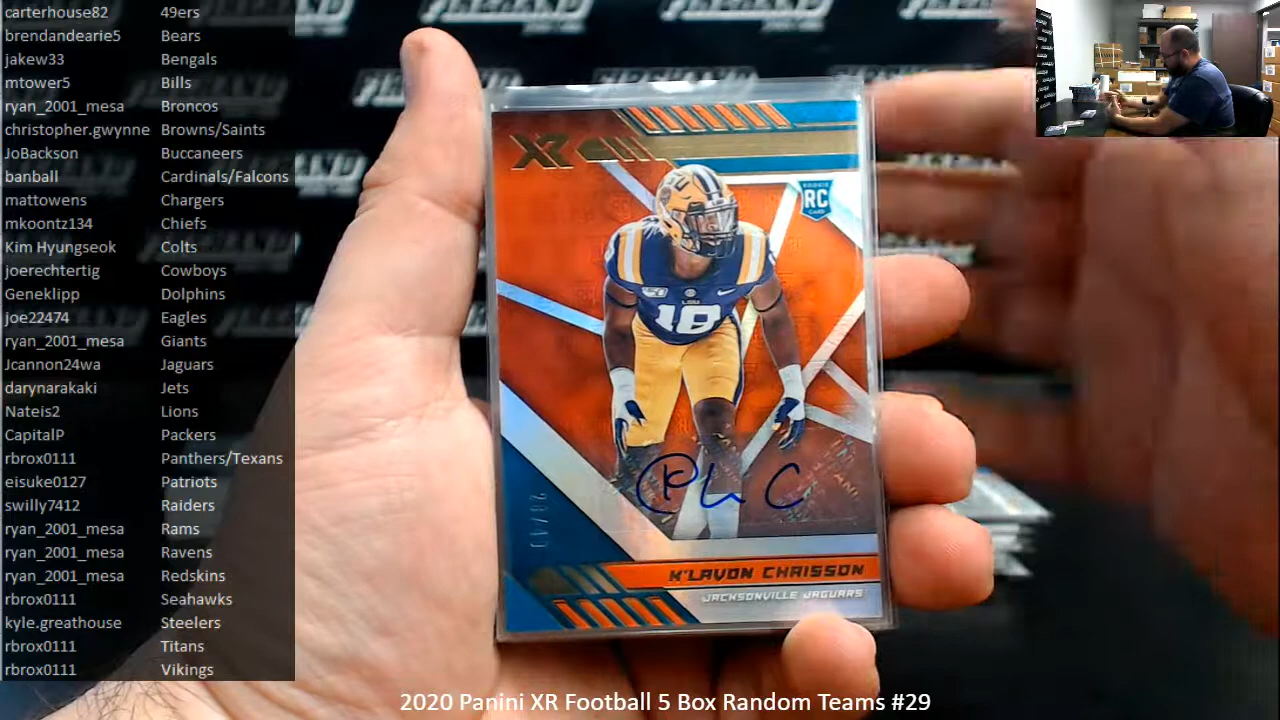 carterhouse82 49ers
brendandearie5 Bears
jakew33 Bengals
mtower5 Bills
ryan_2001_mesa Broncos
christopher.gwynne Browns/Saints
JoBackson Buccaneers
banball Cardinals/Falcons
mattowens Chargers
mkoontz134 Chiefs
Kim Hyungseok Colts
joerechtertig Cowboys
Geneklipp Dolphins
joe22474 Eagles
ryan_2001_mesa Giants
Jcannon24wa Jaguars
darynarakaki Jets
Nateis2 Lions
CapitalP Packers
rbrox0111 Panthers/Texans
eisuke0127 Patriots
swilly7412 Raiders
ryan_2001_mesa Rams
ryan_2001_mesa Ravens
ryan_2001_mesa Redskins
rbrox0111 Seahawks
kyle.greathouse Steelers
rbrox0111 Titans
rbrox0111 Vikings
XR
ROOKIE
RC
CARD
LSU
18
K'LAVON CHAISSON
JACKSONVILLE JAGUARS
2020 Panini XR Football 5 Box Random Teams #29